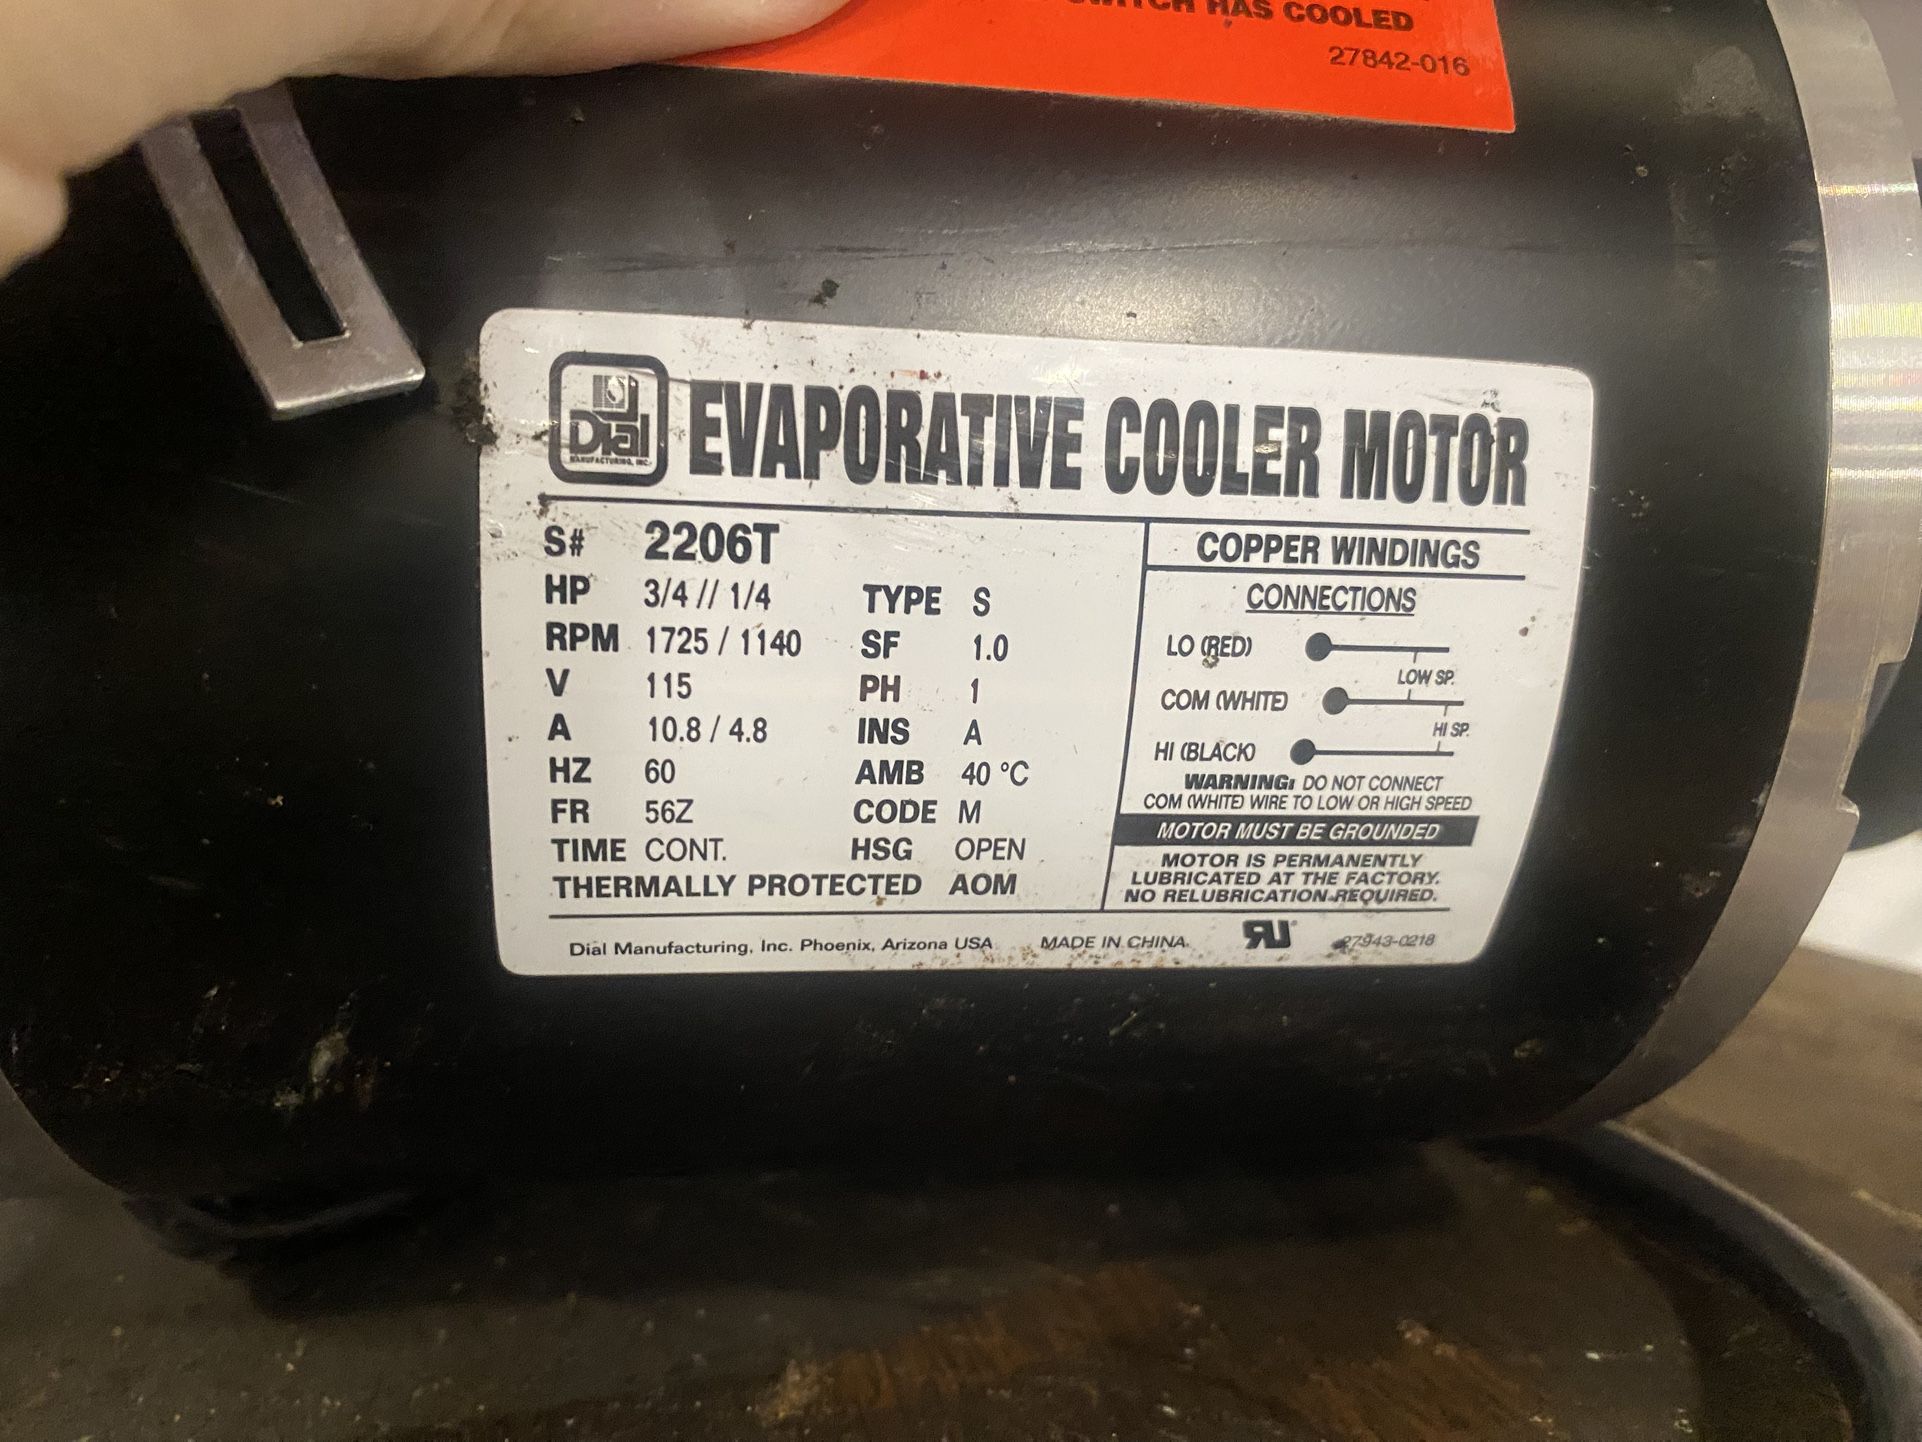 SWITCH HAS COOLED
27842-016
Dial
MANUFACTURING, INC.
EVAPORATIVE COOLER MOTOR
S# 2206T
HP 3/4 // 1/4 TYPE S
RPM 1725 / 1140 SF 1.0
V 115 PH 1
A 10.8 / 4.8 INS A
HZ 60 AMB 40 °C
FR 56Z CODE M
TIME CONT. HSG OPEN
THERMALLY PROTECTED AOM
COPPER WINDINGS
CONNECTIONS
LO (RED)
LOW SP.
COM (WHITE)
HI SP.
HI (BLACK)
WARNING: DO NOT CONNECT
COM (WHITE) WIRE TO LOW OR HIGH SPEED
MOTOR MUST BE GROUNDED
MOTOR IS PERMANENTLY
LUBRICATED AT THE FACTORY.
NO RELUBRICATION REQUIRED.
Dial Manufacturing, Inc. Phoenix, Arizona USA MADE IN CHINA. RU 27943-0218